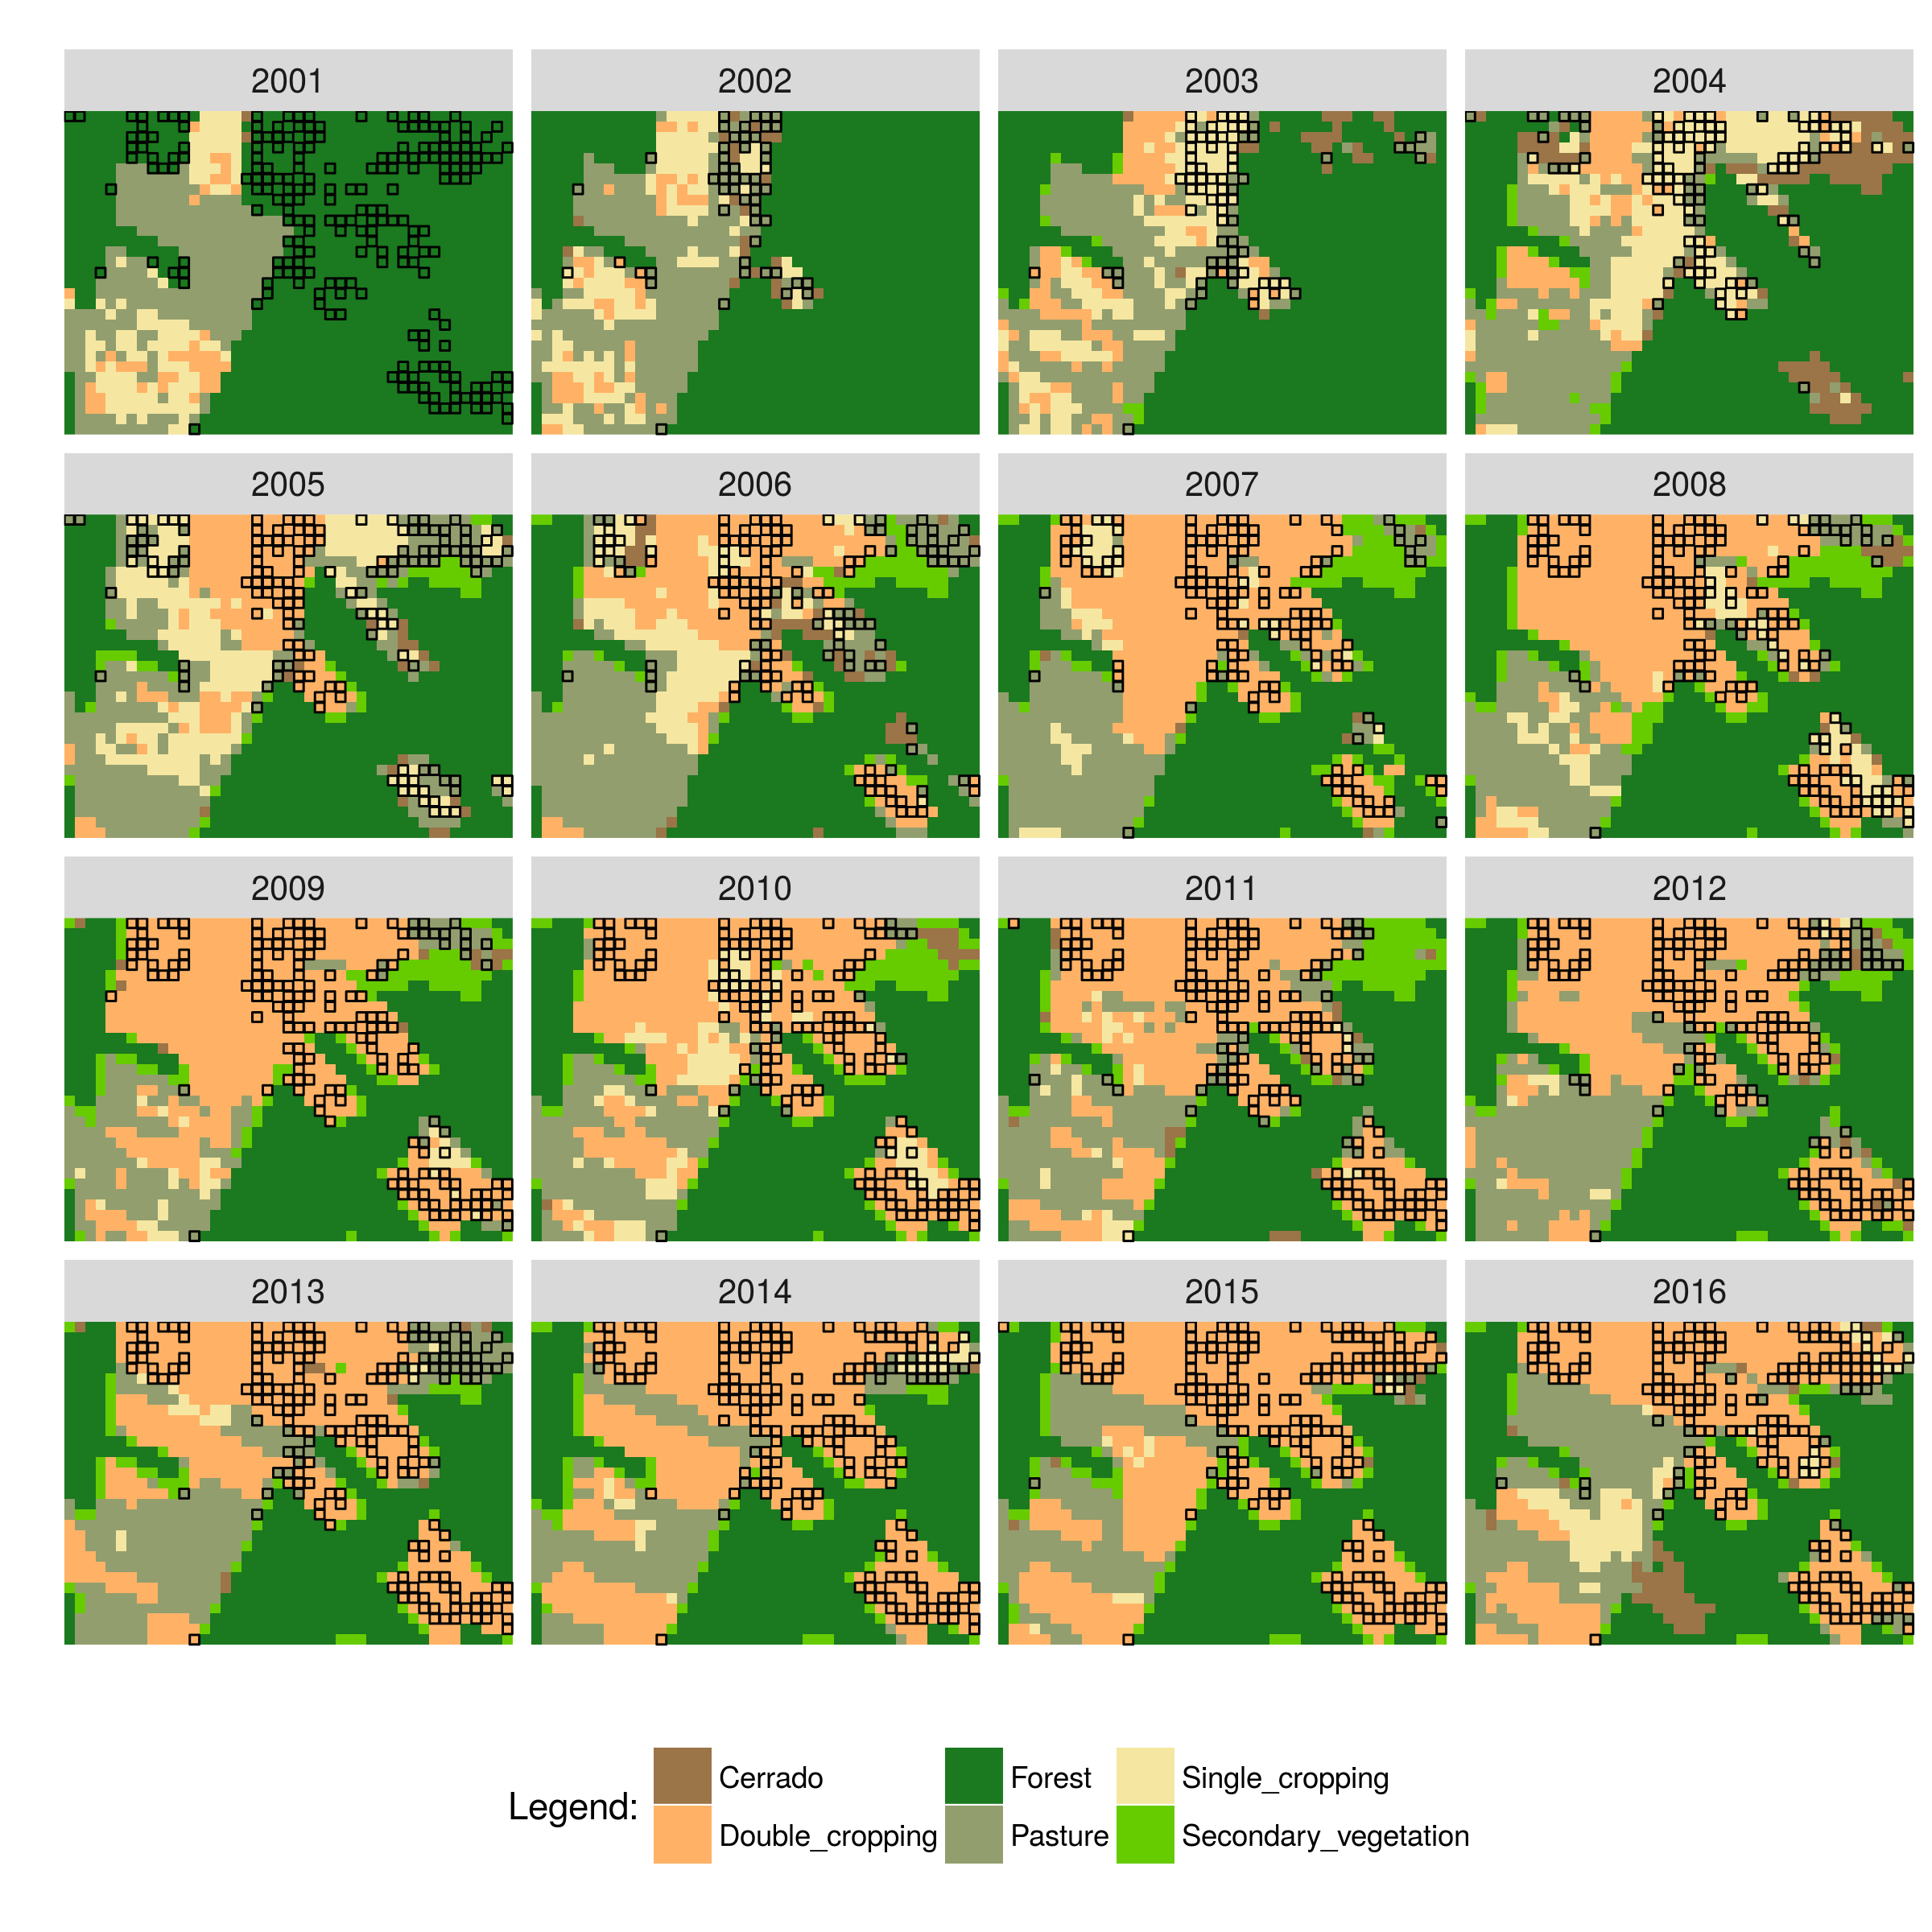 2001 2002 2003 2004
2005 2006 2007 2008
2009 2010 2011 2012
2013 2014 2015 2016
Legend:
Cerrado Forest Single_cropping
Double_cropping Pasture Secondary_vegetation